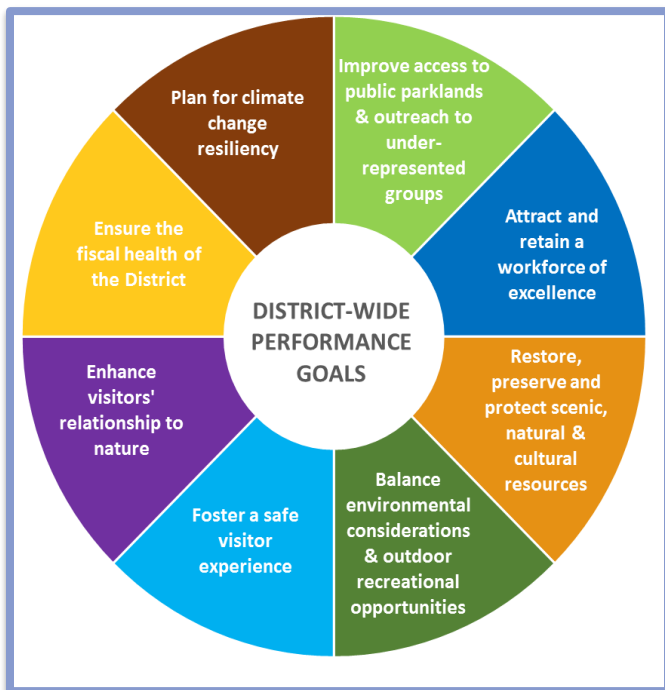 DISTRICT-WIDE
PERFORMANCE
GOALS
Improve access to
public parklands
& outreach to
under-
represented
groups
Attract and
retain a
workforce of
excellence
Restore,
preserve and
protect scenic,
natural &
cultural
resources
Balance
environmental
considerations
& outdoor
recreational
opportunities
Foster a safe
visitor
experience
Enhance
visitors'
relationship to
nature
Ensure the
fiscal health of
the District
Plan for climate
change
resiliency